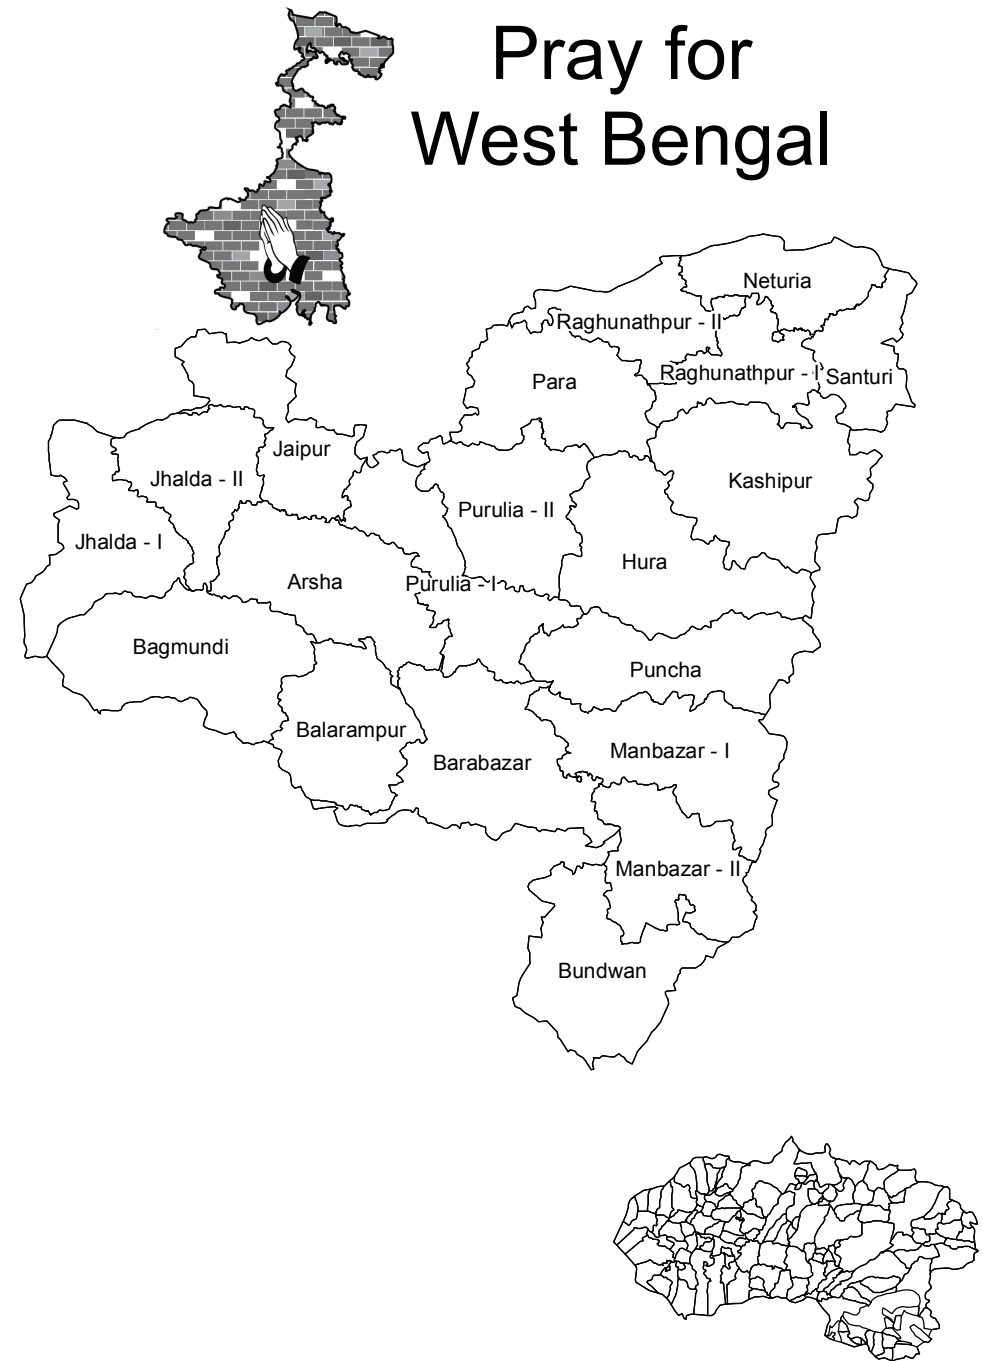 Pray for
West Bengal
Neturia
Raghunathpur - II
Raghunathpur - I
Santuri
Para
Jaipur
Jhalda - II
Kashipur
Purulia - II
Jhalda - I
Hura
Arsha
Purulia - I
Bagmundi
Puncha
Balarampur
Manbazar - I
Barabazar
Manbazar - II
Bundwan